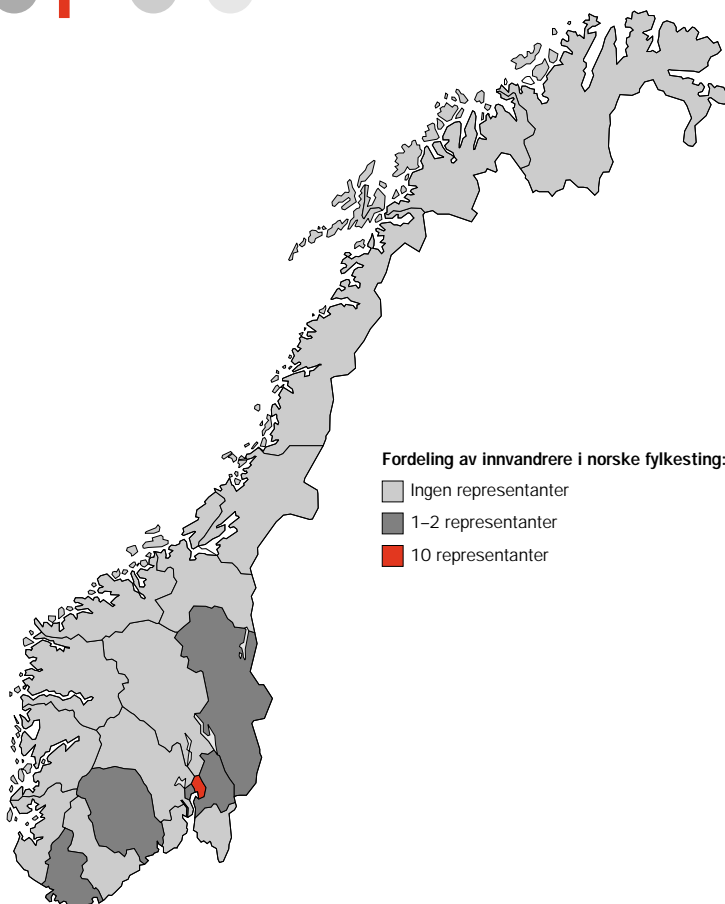 Fordeling av innvandrere i norske fylkesting:
Ingen representanter
1–2 representanter
10 representanter